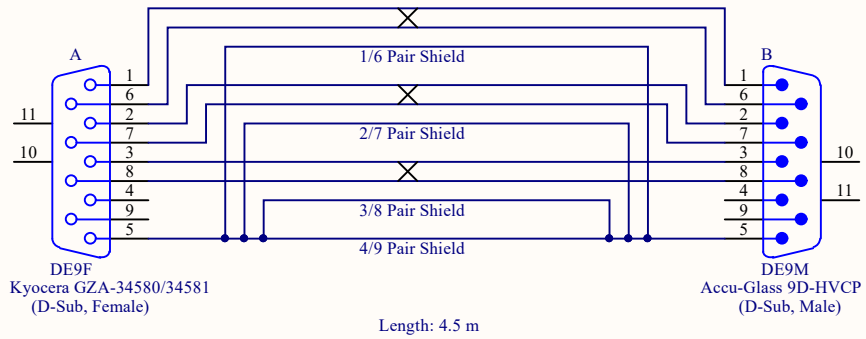 A
B
1/6 Pair Shield
1
1
6
6
11
2
2
2/7 Pair Shield
7
7
10
3
3
10
8
8
11
4
4
3/8 Pair Shield
9
9
5
5
4/9 Pair Shield
DE9F
DE9M
Kyocera GZA-34580/34581
Accu-Glass 9D-HVCP
(D-Sub, Female)
(D-Sub, Male)
Length: 4.5 m